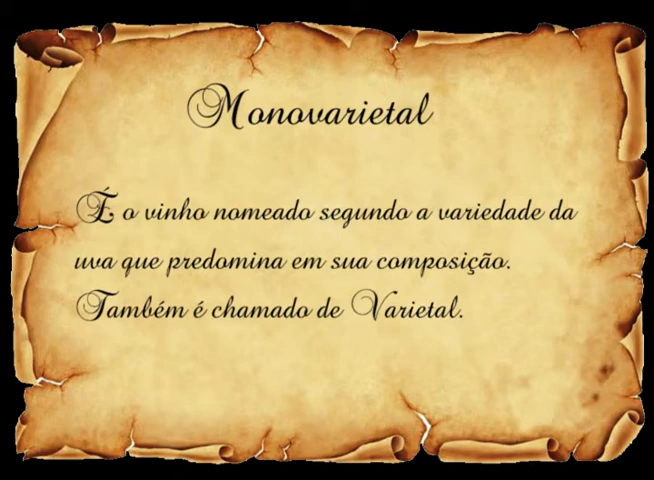 Monovarietal
É o vinho nomeado segundo a variedade da
uva que predomina em sua composição.
Também é chamado de Varietal.